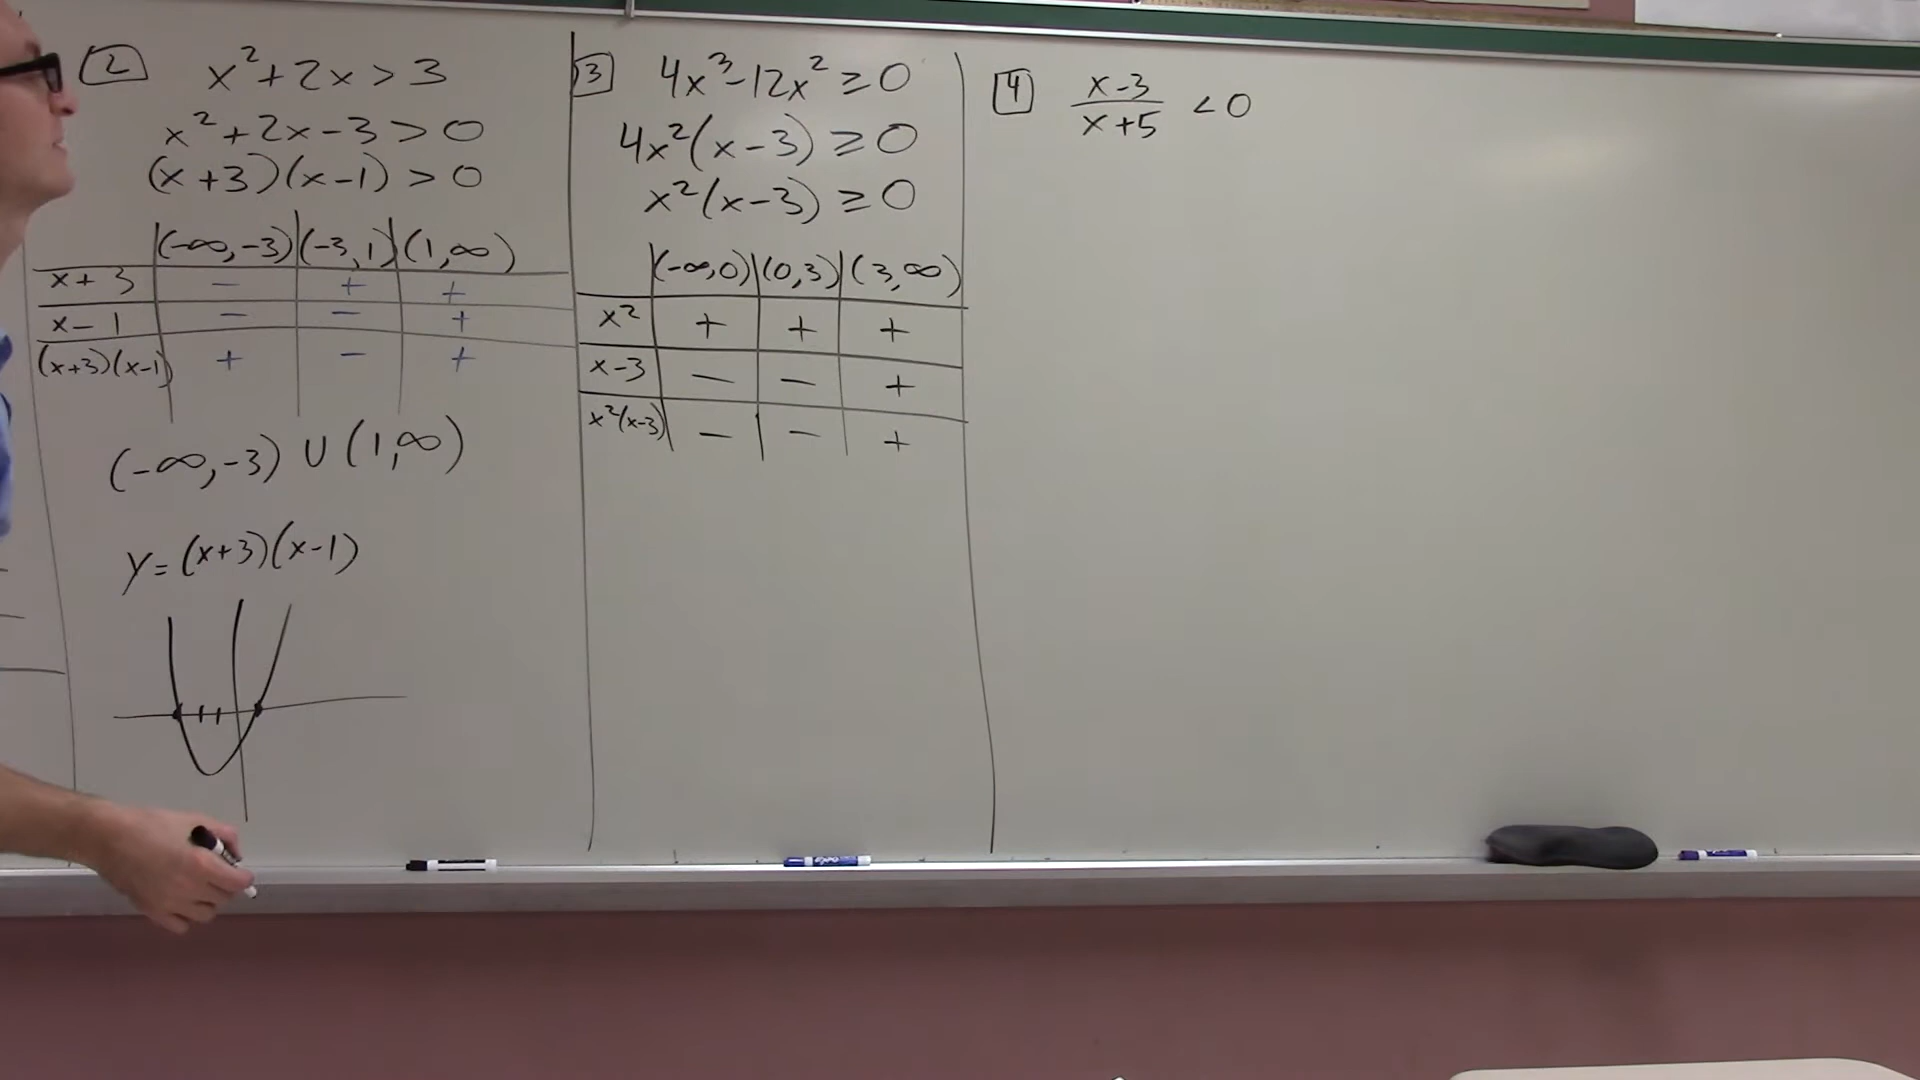 2 x²+2x>3
x²+2x-3>0
(x+3)(x-1)>0
(-∞,-3) (-3,1) (1,∞)
x+3 - + +
x-1 - - +
(x+3)(x-1) + - +
(-∞,-3) ∪ (1,∞)
y=(x+3)(x-1)
3 4x³-12x²≥0
4x²(x-3)≥0
x²(x-3)≥0
(-∞,0) (0,3) (3,∞)
x² + + +
x-3 - - +
x²(x-3) - - +
4 x-3
x+5 <0
EXPO